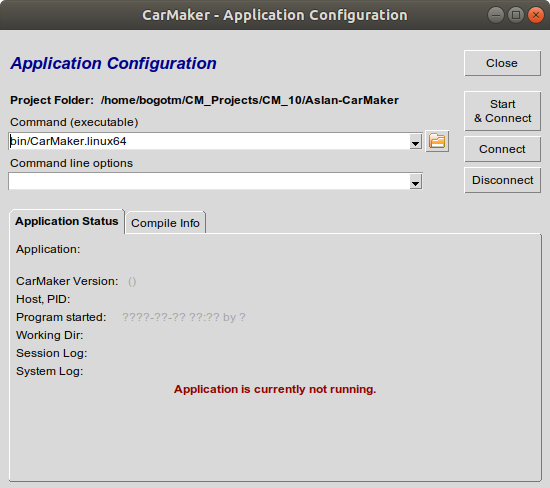 CarMaker - Application Configuration
Application Configuration
Close
Project Folder: /home/bogotm/CM_Projects/CM_10/Aslan-CarMaker
Start
& Connect
Command (executable)
bin/CarMaker.linux64
Connect
Command line options
Disconnect
Application Status
Compile Info
Application:
CarMaker Version: ()
Host, PID:
Program started: ????-??-?? ??:?? by ?
Working Dir:
Session Log:
System Log:
Application is currently not running.